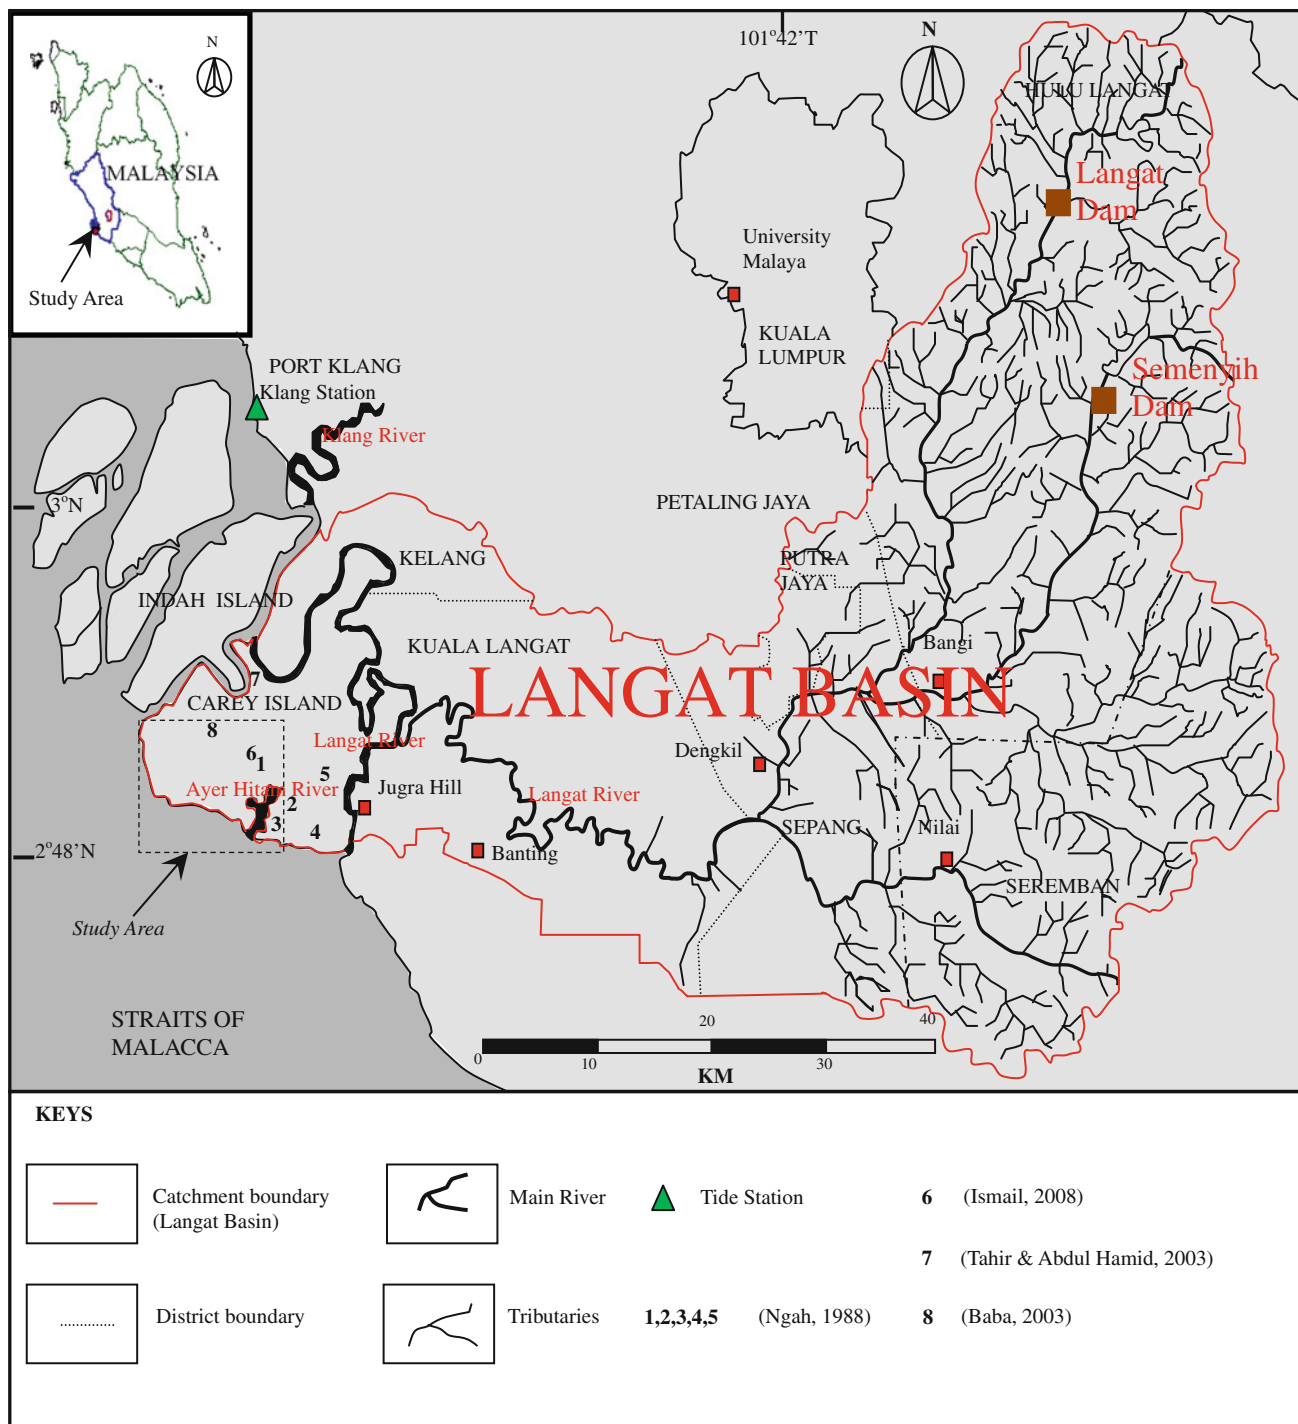 N
MALAYSIA
Study Area
101°42'T
N
HULU LANGAT
Langat
Dam
University
Malaya
KUALA
LUMPUR
Semenyih
Dam
PORT KLANG
Klang Station
Klang River
3°N
PETALING JAYA
KELANG
PUTRA
JAYA
INDAH ISLAND
KUALA LANGAT
Bangi
LANGAT BASIN
7
CAREY ISLAND
8
6
1
Langat River
5
Dengkil
Ayer Hitam River
2
Jugra Hill
Langat River
3
4
SEPANG
Nilai
2°48'N
Banting
SEREMBAN
Study Area
STRAITS OF
MALACCA
20
40
0
10
30
KM
KEYS
Catchment boundary
(Langat Basin)
Main River
Tide Station
6 (Ismail, 2008)
7 (Tahir & Abdul Hamid, 2003)
District boundary
Tributaries
1,2,3,4,5 (Ngah, 1988)
8 (Baba, 2003)